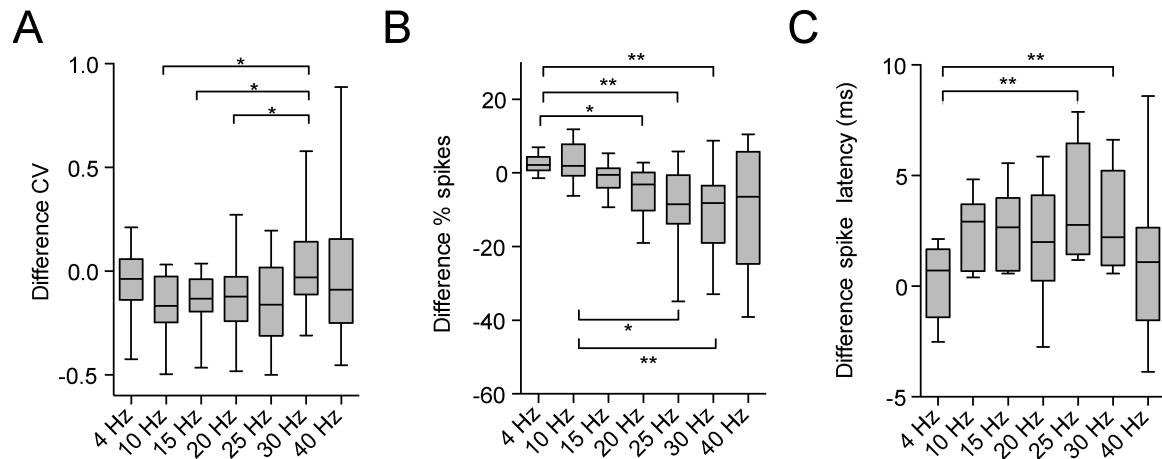 A
Difference CV
1.0
0.5
0.0
-0.5
*
*
*
4 Hz
10 Hz
15 Hz
20 Hz
25 Hz
30 Hz
40 Hz
B
Difference % spikes
20
0
-20
-40
-60
**
**
*
*
**
4 Hz
10 Hz
15 Hz
20 Hz
25 Hz
30 Hz
40 Hz
C
Difference spike latency (ms)
10
5
0
-5
**
**
4 Hz
10 Hz
15 Hz
20 Hz
25 Hz
30 Hz
40 Hz